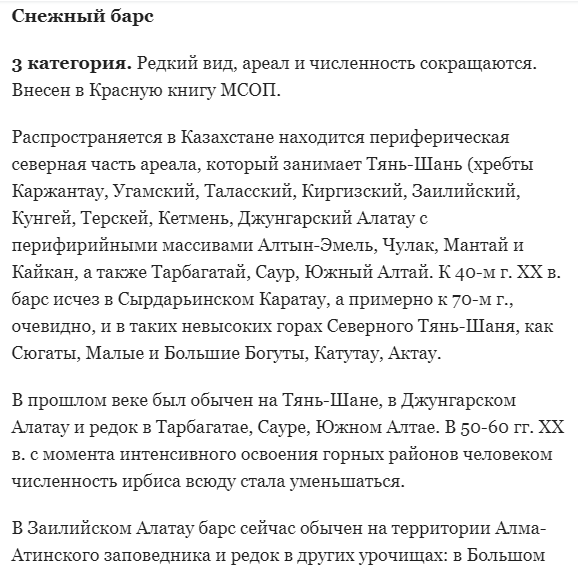 Снежный барс
3 категория. Редкий вид, ареал и численность сокращаются.
Внесен в Красную книгу МСОП.
Распространяется в Казахстане находится периферическая
северная часть ареала, который занимает Тянь-Шань (хребты
Каржантау, Угамский, Таласский, Киргизский, Заилийский,
Кунгей, Терскей, Кетмень, Джунгарский Алатау с
перифирийными массивами Алтын-Эмель, Чулак, Мантай и
Кайкан, а также Тарбагатай, Саур, Южный Алтай. К 40-м г. XX в.
барс исчез в Сырдарьинском Каратау, а примерно к 70-м г.,
очевидно, и в таких невысоких горах Северного Тянь-Шаня, как
Сюгаты, Малые и Большие Богуты, Катутау, Актау.
В прошлом веке был обычен на Тянь-Шане, в Джунгарском
Алатау и редок в Тарбагатае, Сауре, Южном Алтае. В 50-60 гг. XX
в. с момента интенсивного освоения горных районов человеком
численность ирбиса всюду стала уменьшаться.
В Заилийском Алатау барс сейчас обычен на территории Алма-
Атинского заповедника и редок в других урочищах: в Большом